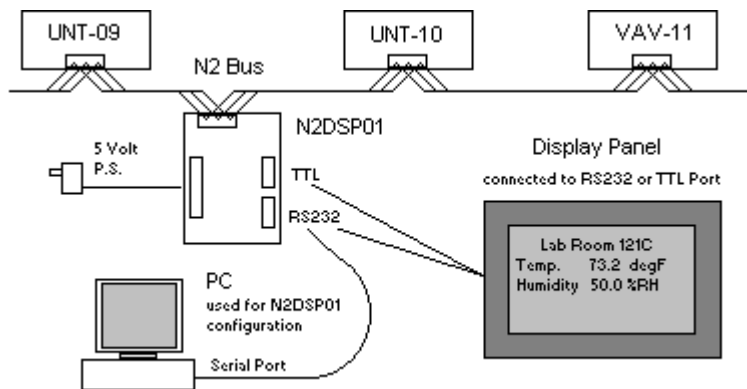 UNT-09
UNT-10
VAV-11
N2 Bus
N2DSP01
5 Volt
P.S.
TTL
RS232
Display Panel
connected to RS232 or TTL Port
Lab Room 121C
Temp. 73.2 degF
Humidity 50.0 %RH
PC
used for N2DSP01
configuration
Serial Port